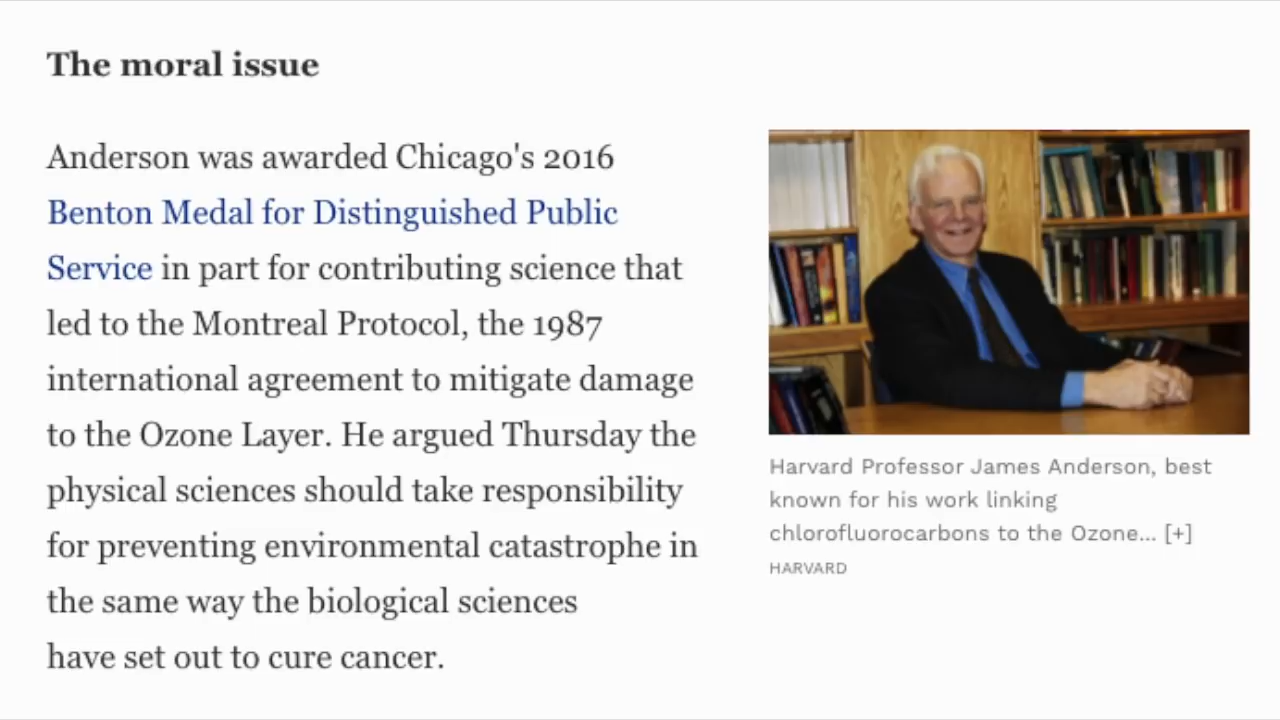 The moral issue
Anderson was awarded Chicago's 2016
Benton Medal for Distinguished Public
Service in part for contributing science that
led to the Montreal Protocol, the 1987
international agreement to mitigate damage
to the Ozone Layer. He argued Thursday the
physical sciences should take responsibility
for preventing environmental catastrophe in
the same way the biological sciences
have set out to cure cancer.
Harvard Professor James Anderson, best
known for his work linking
chlorofluorocarbons to the Ozone... [+]
HARVARD